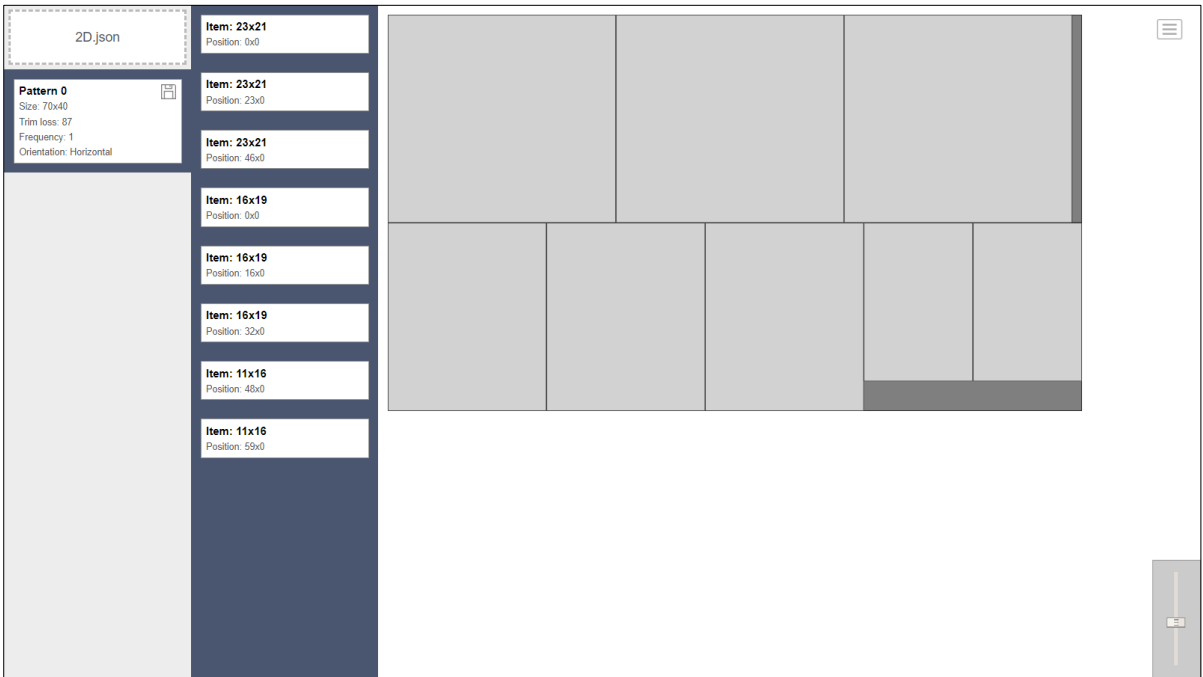 2D.json
Pattern 0
Size: 70x40
Trim loss: 87
Frequency: 1
Orientation: Horizontal
Item: 23x21
Position: 0x0
Item: 23x21
Position: 23x0
Item: 23x21
Position: 46x0
Item: 16x19
Position: 0x0
Item: 16x19
Position: 16x0
Item: 16x19
Position: 32x0
Item: 11x16
Position: 48x0
Item: 11x16
Position: 59x0